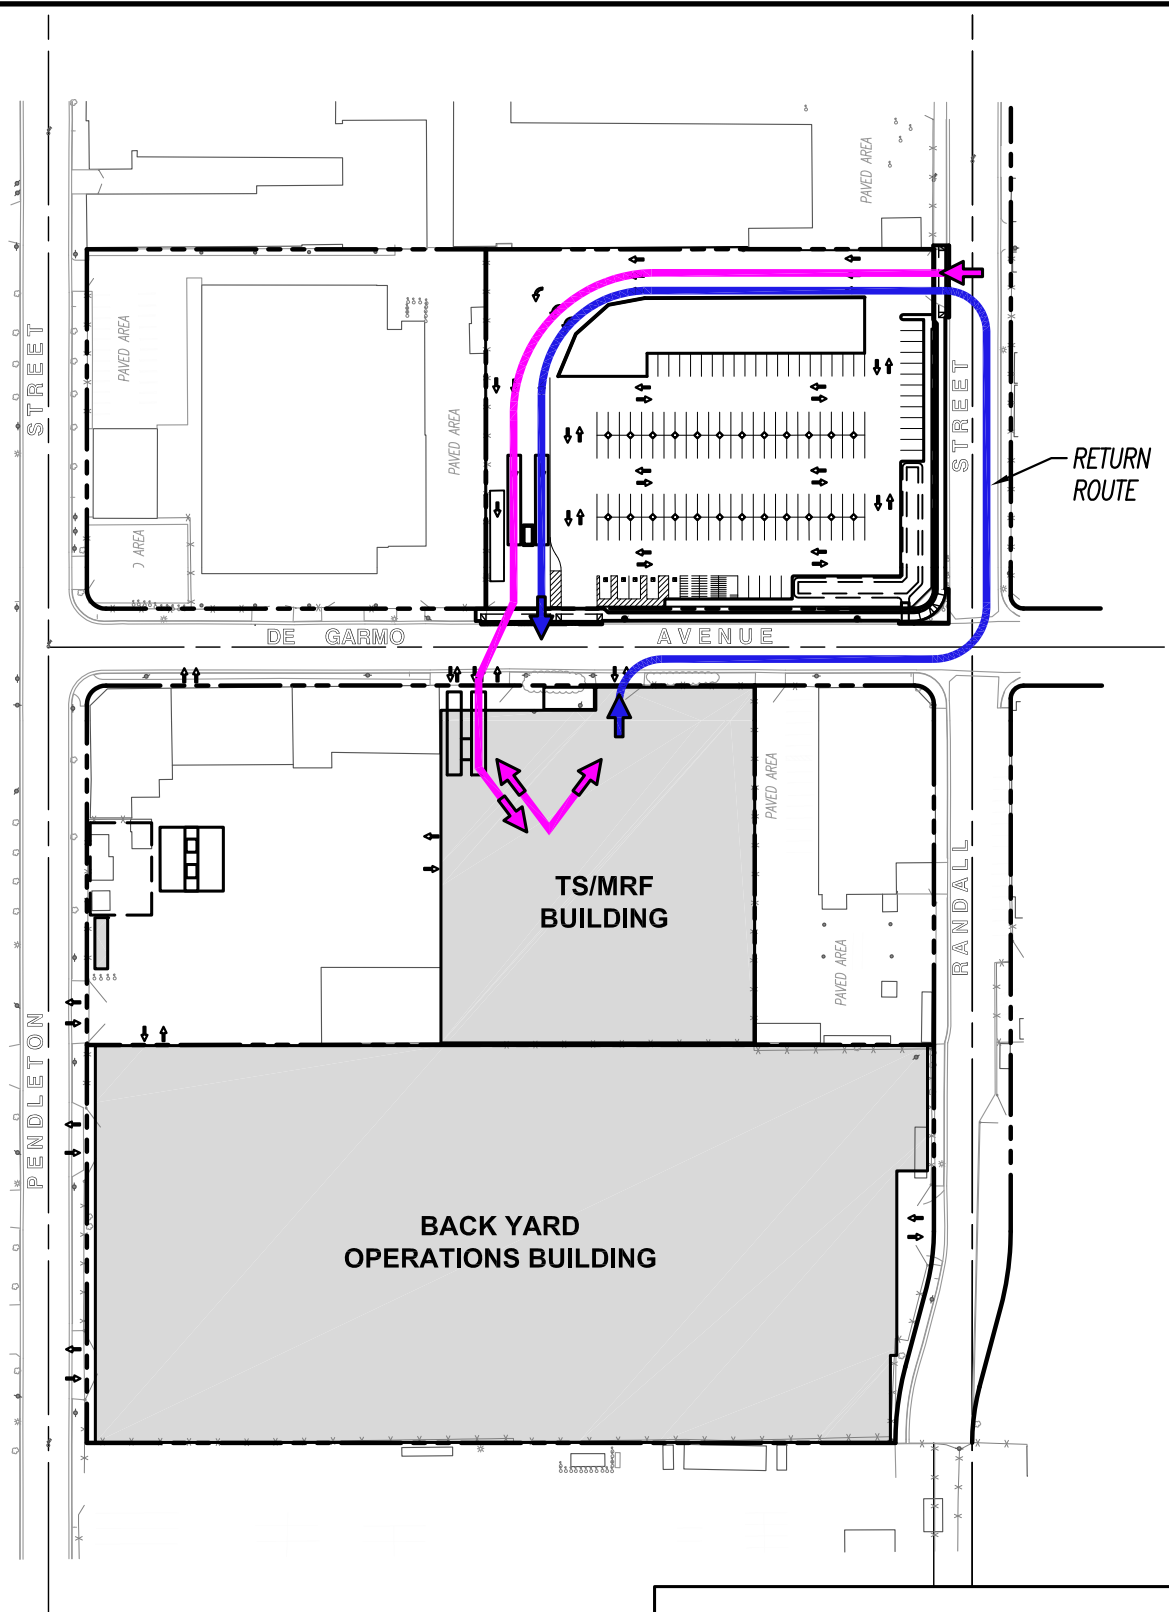 PAVED AREA
STREET
PAVED AREA
PAVED AREA
STREET
RETURN
ROUTE
AREA
DE GARMO
AVENUE
PAVED AREA
TS/MRF
BUILDING
RANDALL
PAVED AREA
PENDLETON
BACK YARD
OPERATIONS BUILDING